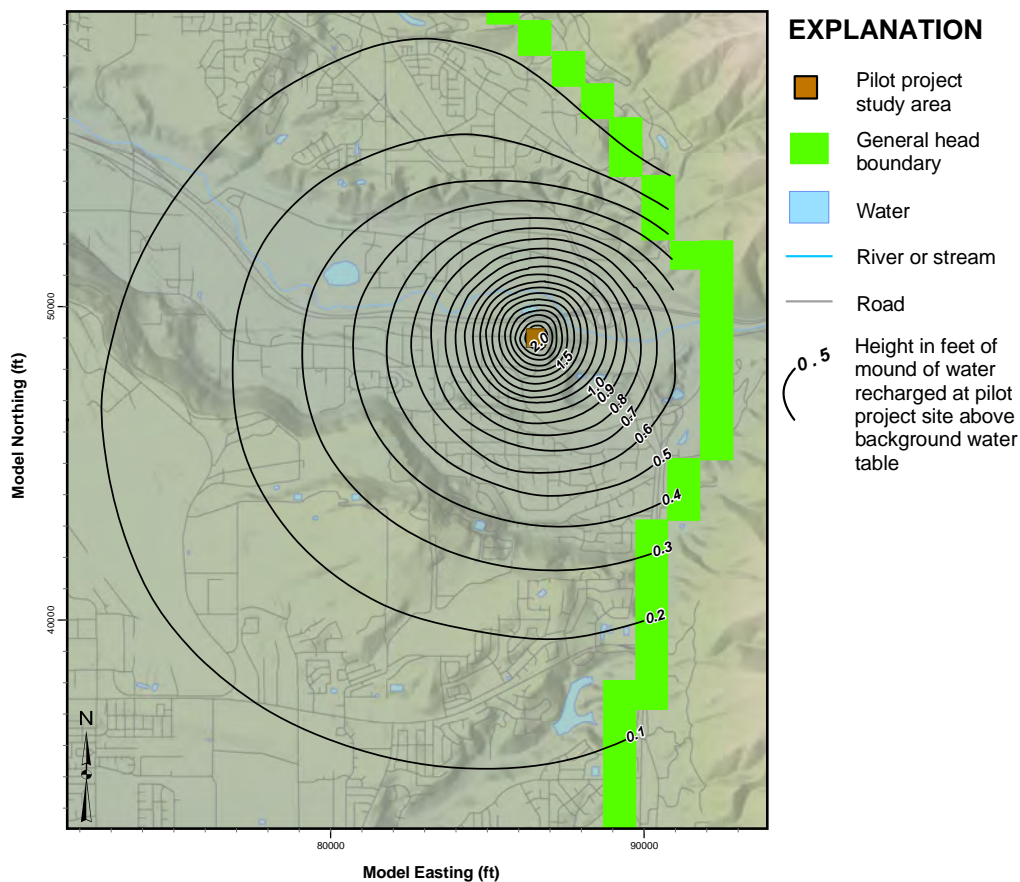 EXPLANATION
Pilot project
study area
General head
boundary
Water
River or stream
Road
0.5
Height in feet of
mound of water
recharged at pilot
project site above
background water
table
Model Northing (ft)
50000
40000
2.0
1.5
1.0
0.9
0.8
0.7
0.6
0.5
0.4
0.3
0.2
0.1
N
80000
90000
Model Easting (ft)